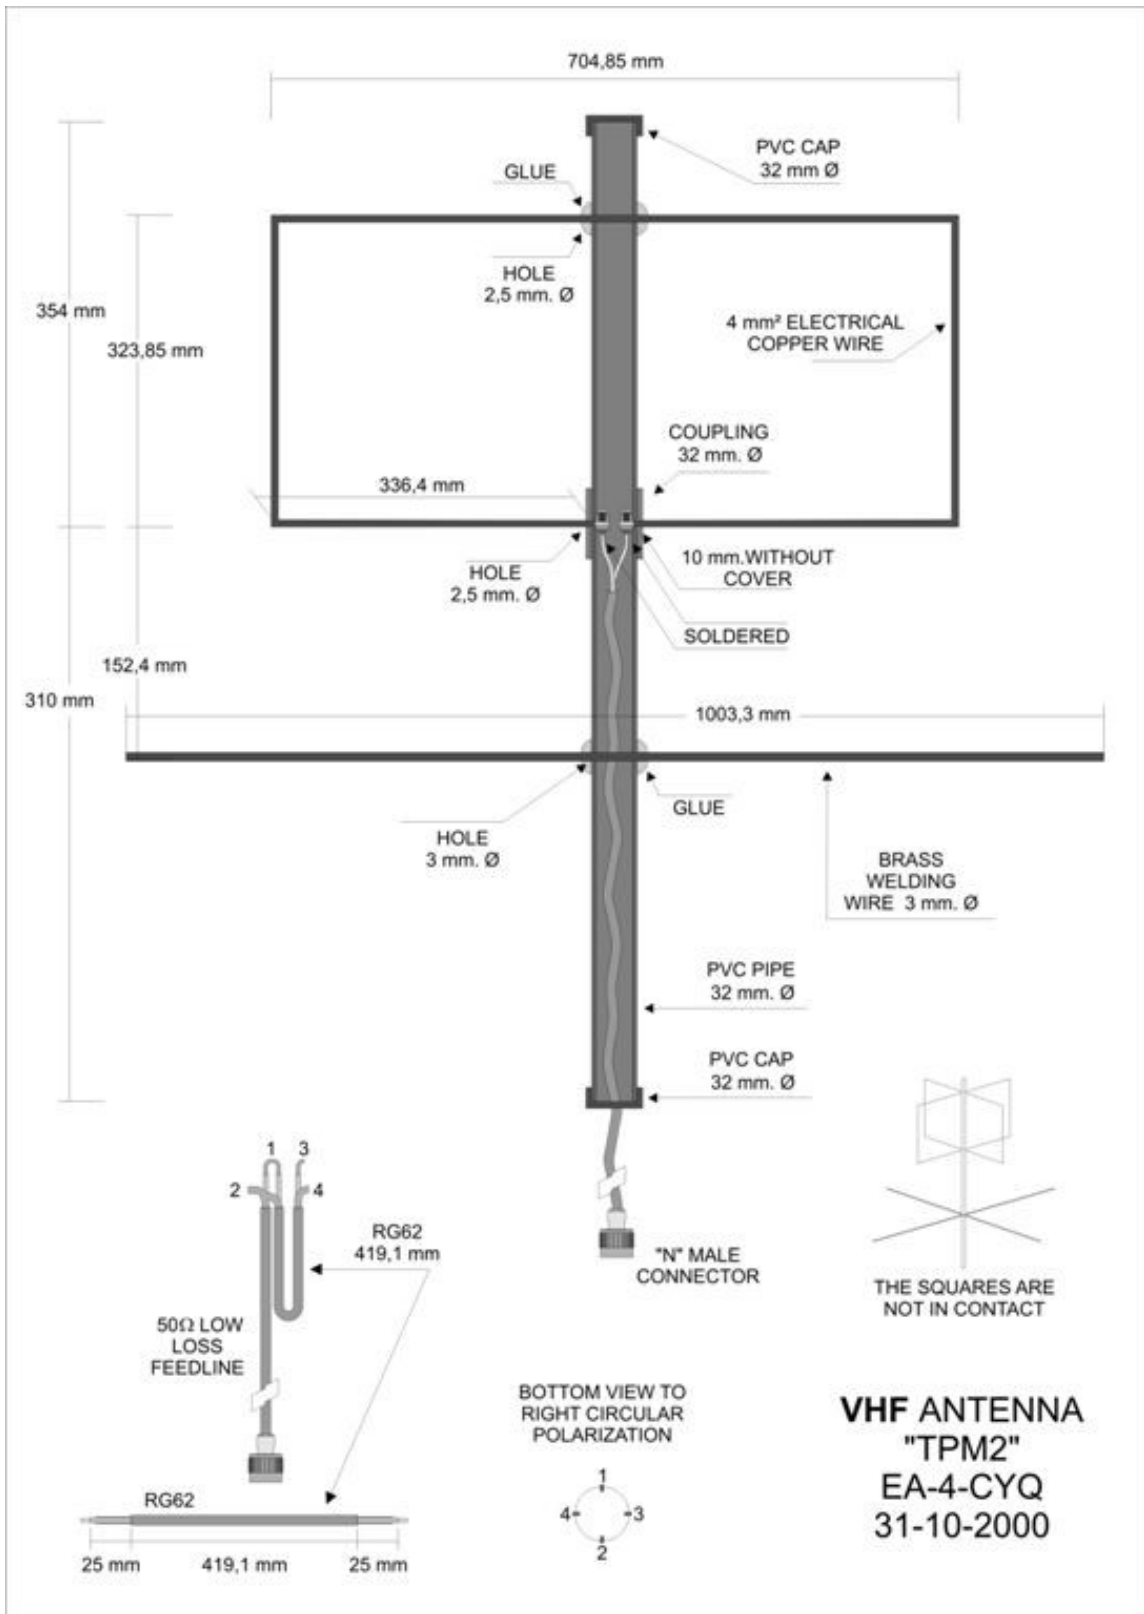 704,85 mm
PVC CAP
32 mm Ø
GLUE
HOLE
2,5 mm. Ø
354 mm
323,85 mm
4 mm² ELECTRICAL
COPPER WIRE
COUPLING
32 mm. Ø
336,4 mm
HOLE
2,5 mm. Ø
10 mm.WITHOUT
COVER
SOLDERED
152,4 mm
310 mm
1003,3 mm
GLUE
HOLE
3 mm. Ø
BRASS
WELDING
WIRE 3 mm. Ø
PVC PIPE
32 mm. Ø
PVC CAP
32 mm. Ø
1
3
2
4
RG62
419,1 mm
"N" MALE
CONNECTOR
THE SQUARES ARE
NOT IN CONTACT
50Ω LOW
LOSS
FEEDLINE
BOTTOM VIEW TO
RIGHT CIRCULAR
POLARIZATION
1
4
3
2
RG62
25 mm
419,1 mm
25 mm
VHF ANTENNA
"TPM2"
EA-4-CYQ
31-10-2000